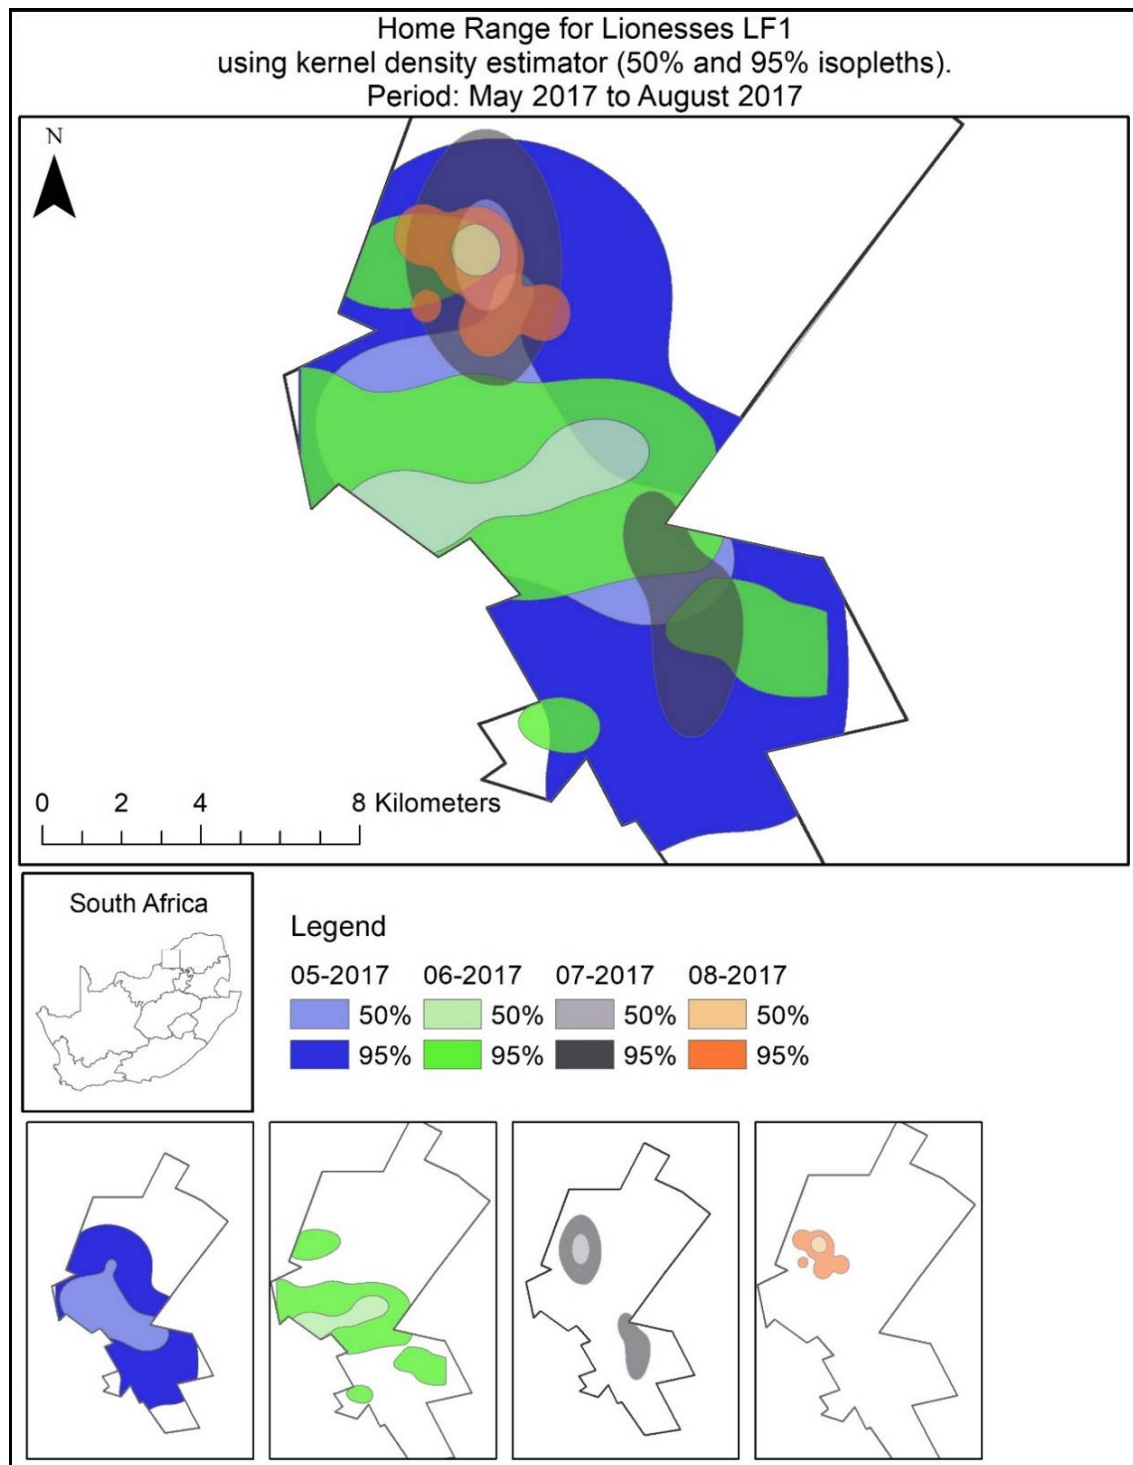 Home Range for Lionesses LF1
using kernel density estimator (50% and 95% isopleths).
Period: May 2017 to August 2017
N
0 2 4 8 Kilometers
South Africa
Legend
05-2017 06-2017 07-2017 08-2017
50% 50% 50% 50%
95% 95% 95% 95%